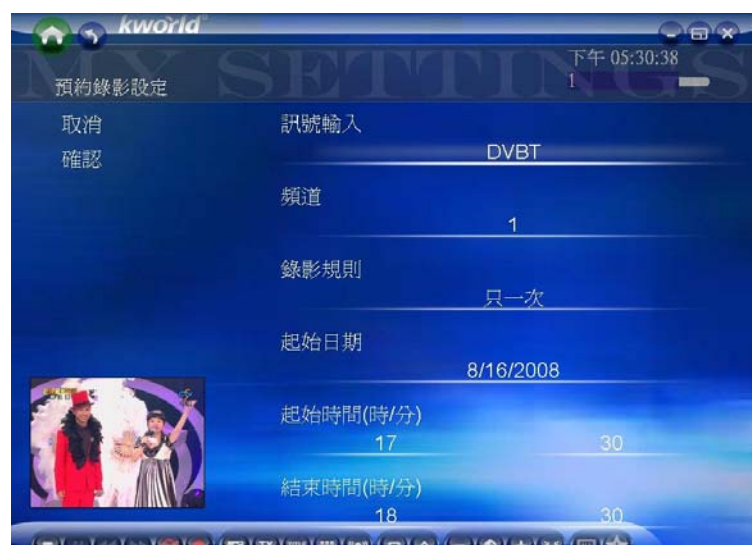 kworld
MY SETTINGS
下午 05:30:38
1
預約錄影設定
取消
確認
訊號輸入
DVBT
頻道
1
錄影規則
只一次
起始日期
8/16/2008
起始時間(時/分)
17 30
結束時間(時/分)
18 30